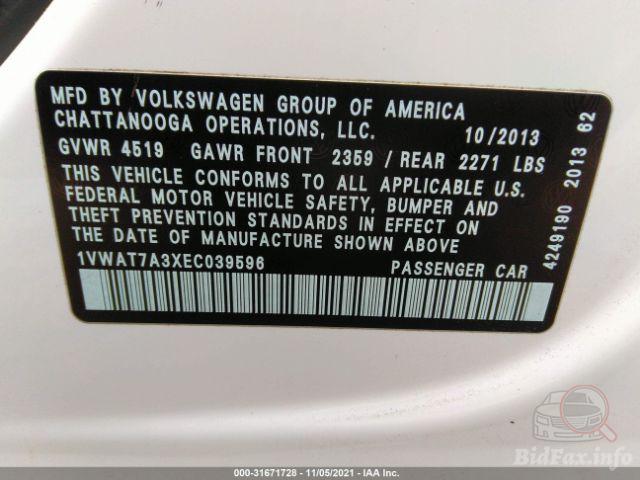 MFD BY VOLKSWAGEN GROUP OF AMERICA
CHATTANOOGA OPERATIONS, LLC. 10/2013
GVWR 4519 GAWR FRONT 2359 / REAR 2271 LBS
THIS VEHICLE CONFORMS TO ALL APPLICABLE U.S.
FEDERAL MOTOR VEHICLE SAFETY, BUMPER AND
THEFT PREVENTION STANDARDS IN EFFECT ON
THE DATE OF MANUFACTURE SHOWN ABOVE
1VWAT7A3XEC039596 PASSENGER CAR
4249190 2013 62
BidFax.info
000-31671728 - 11/05/2021 - IAA Inc.